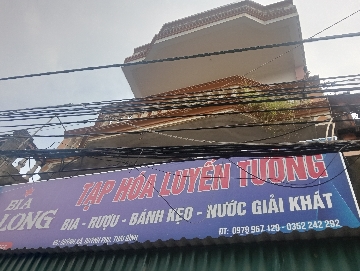 BIA
LONG
TẠP HÓA LUYÊN TƯỜNG
BIA - RƯỢU - BÁNH KẸO - NƯỚC GIẢI KHÁT
ĐT: 0979 967 120 - 0352 242 292